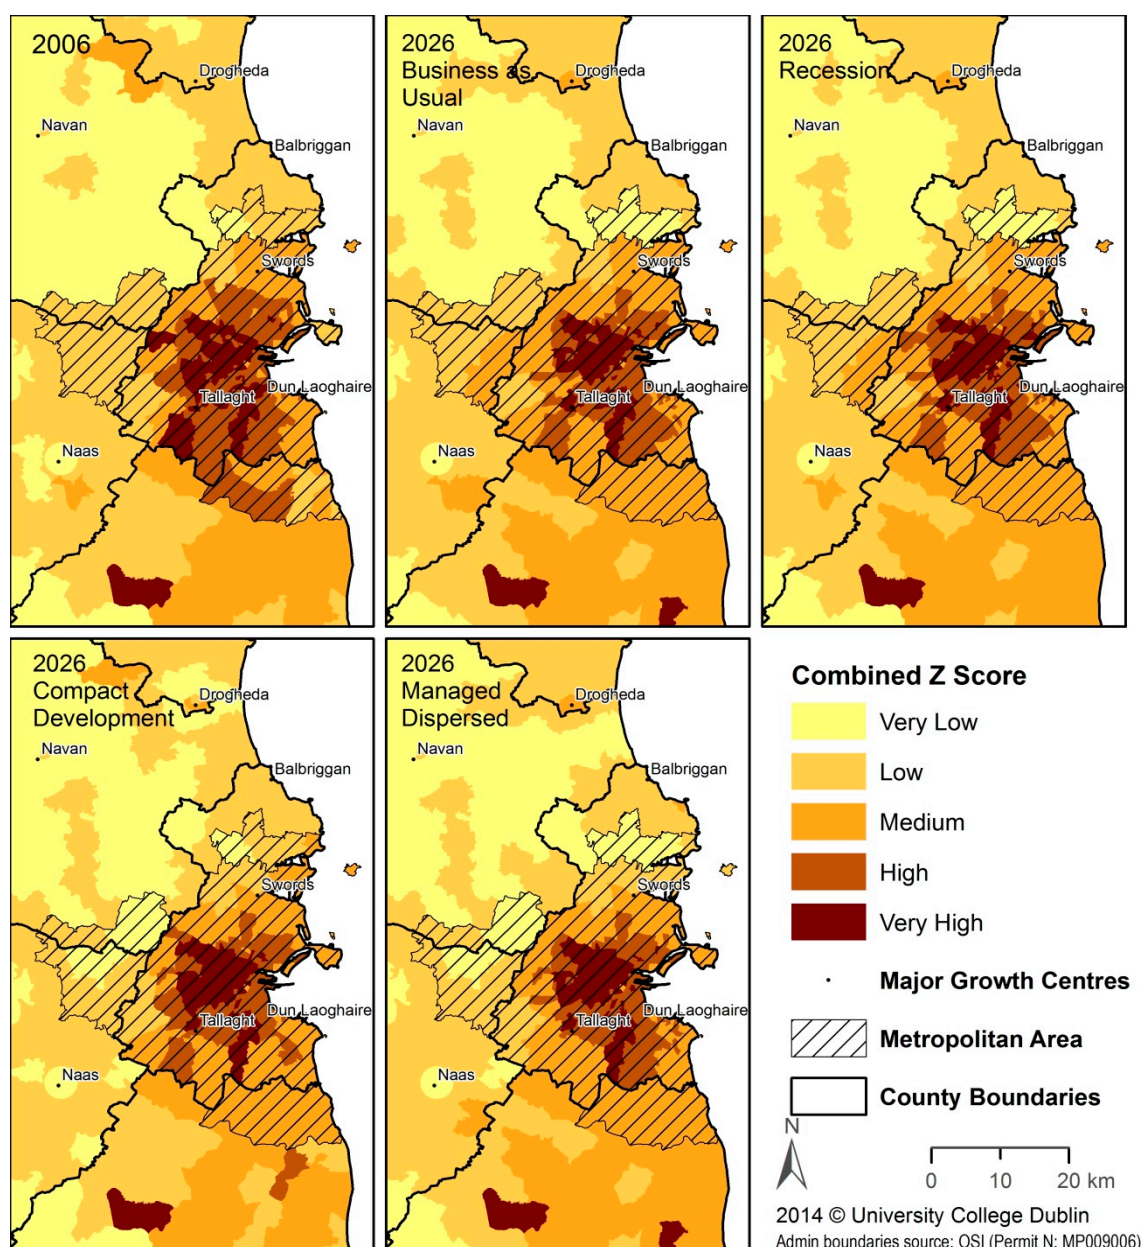 2006
Drogheda
Navan
Balbriggan
Swords
Dun Laoghaire
Tallaght
Naas
2026
Business as
Usual
Drogheda
Navan
Balbriggan
Swords
Dun Laoghaire
Tallaght
Naas
2026
Recession
Drogheda
Navan
Balbriggan
Swords
Dun Laoghaire
Tallaght
Naas
2026
Compact
Development
Drogheda
Navan
Balbriggan
Swords
Dun Laoghaire
Tallaght
Naas
2026
Managed
Dispersed
Drogheda
Navan
Balbriggan
Swords
Dun Laoghaire
Tallaght
Naas
Combined Z Score
Very Low
Low
Medium
High
Very High
Major Growth Centres
Metropolitan Area
County Boundaries
N
0 10 20 km
2014 © University College Dublin
Admin boundaries source: OSI (Permit N: MP009006)